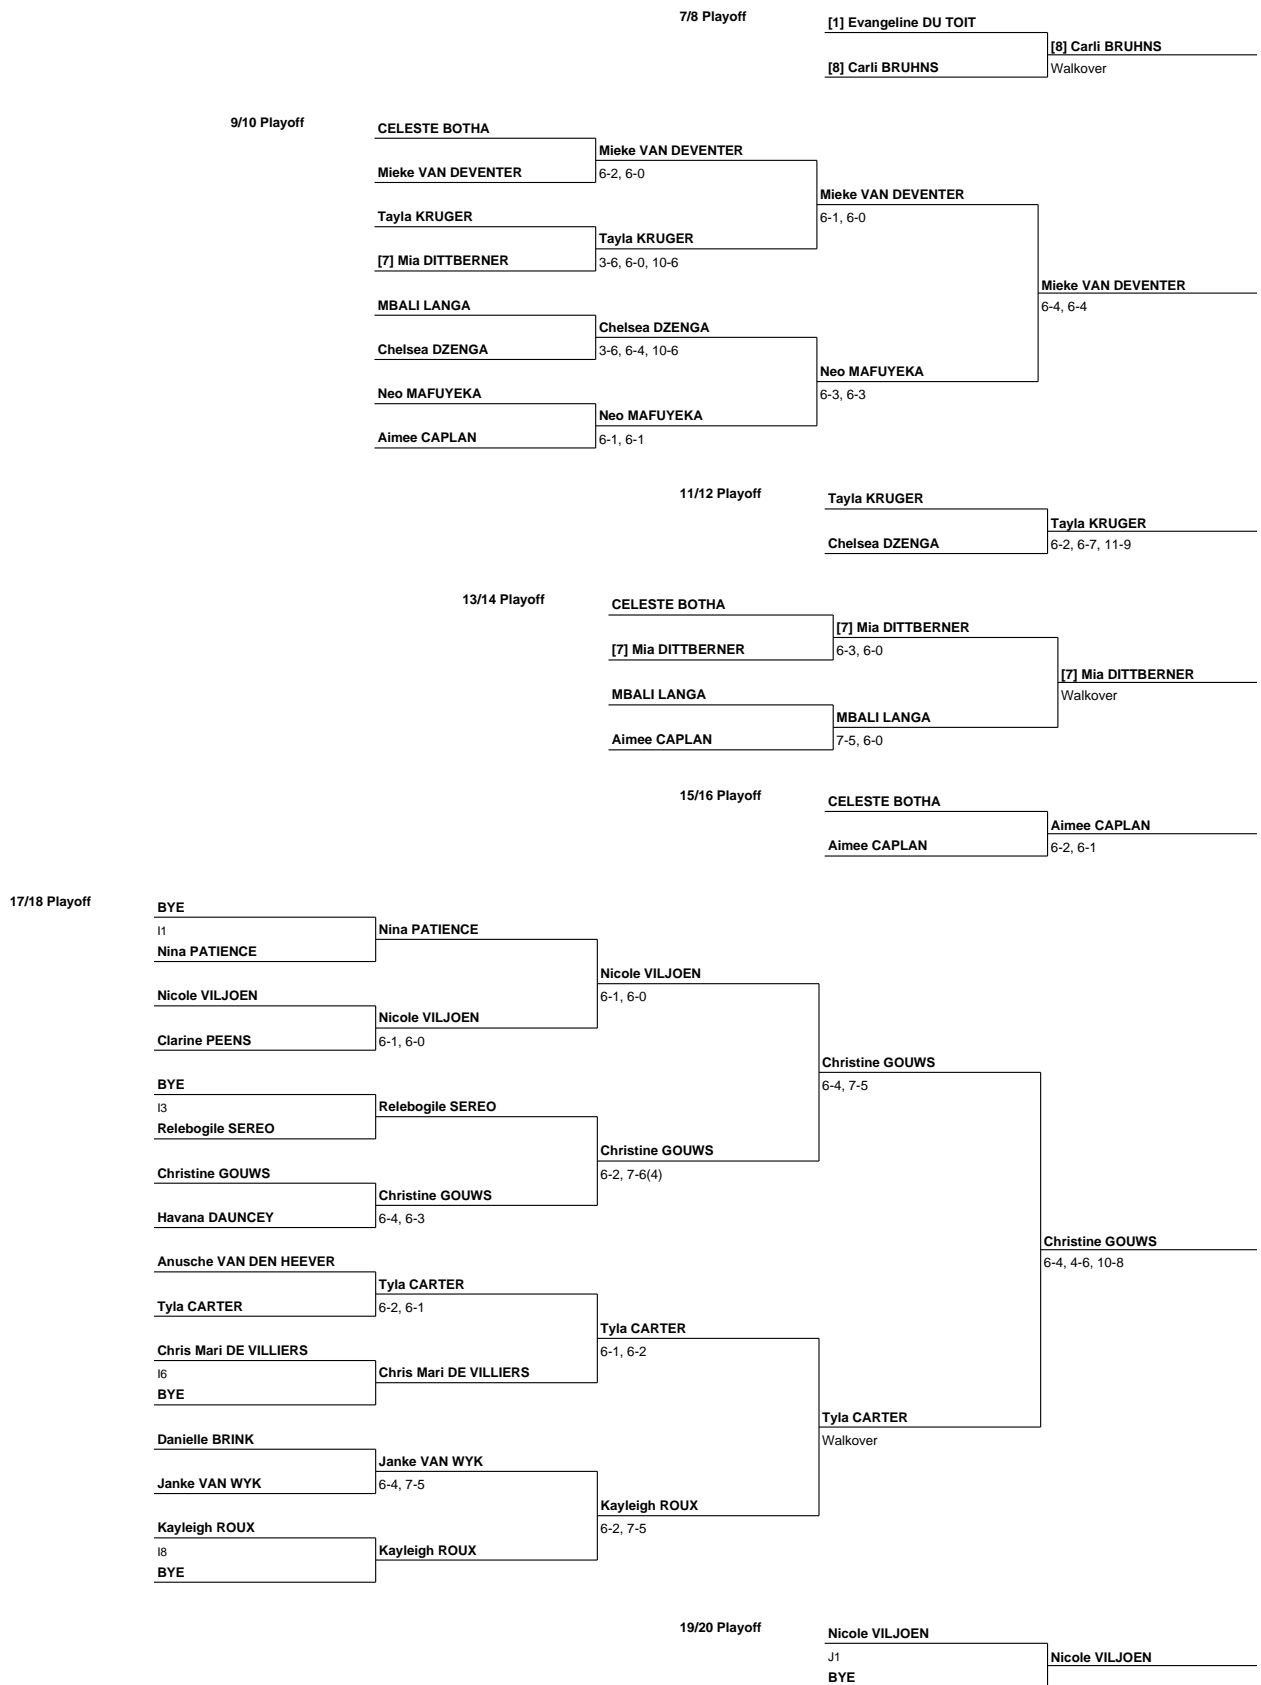 7/8 Playoff
[1] Evangeline DU TOIT
[8] Carli BRUHNS
[8] Carli BRUHNS
Walkover
9/10 Playoff
CELESTE BOTHA
Mieke VAN DEVENTER
Mieke VAN DEVENTER
6-2, 6-0
Mieke VAN DEVENTER
6-1, 6-0
Tayla KRUGER
Tayla KRUGER
[7] Mia DITTBERNER
3-6, 6-0, 10-6
Mieke VAN DEVENTER
6-4, 6-4
MBALI LANGA
Chelsea DZENGA
Chelsea DZENGA
3-6, 6-4, 10-6
Neo MAFUYEKA
6-3, 6-3
Neo MAFUYEKA
Neo MAFUYEKA
Aimee CAPLAN
6-1, 6-1
11/12 Playoff
Tayla KRUGER
Tayla KRUGER
Chelsea DZENGA
6-2, 6-7, 11-9
13/14 Playoff
CELESTE BOTHA
[7] Mia DITTBERNER
[7] Mia DITTBERNER
6-3, 6-0
[7] Mia DITTBERNER
Walkover
MBALI LANGA
MBALI LANGA
Aimee CAPLAN
7-5, 6-0
15/16 Playoff
CELESTE BOTHA
Aimee CAPLAN
Aimee CAPLAN
6-2, 6-1
17/18 Playoff
BYE
I1
Nina PATIENCE
Nina PATIENCE
Nicole VILJOEN
6-1, 6-0
Nicole VILJOEN
Nicole VILJOEN
Clarine PEENS
6-1, 6-0
Christine GOUWS
6-4, 7-5
BYE
I3
Relebogile SEREO
Relebogile SEREO
Christine GOUWS
6-2, 7-6(4)
Christine GOUWS
Christine GOUWS
Havana DAUNCEY
6-4, 6-3
Christine GOUWS
6-4, 4-6, 10-8
Anusche VAN DEN HEEVER
Tyla CARTER
Tyla CARTER
6-2, 6-1
Tyla CARTER
6-1, 6-2
Chris Mari DE VILLIERS
I6
Chris Mari DE VILLIERS
BYE
Tyla CARTER
Walkover
Danielle BRINK
Janke VAN WYK
Janke VAN WYK
6-4, 7-5
Kayleigh ROUX
6-2, 7-5
Kayleigh ROUX
I8
Kayleigh ROUX
BYE
19/20 Playoff
Nicole VILJOEN
J1
Nicole VILJOEN
BYE